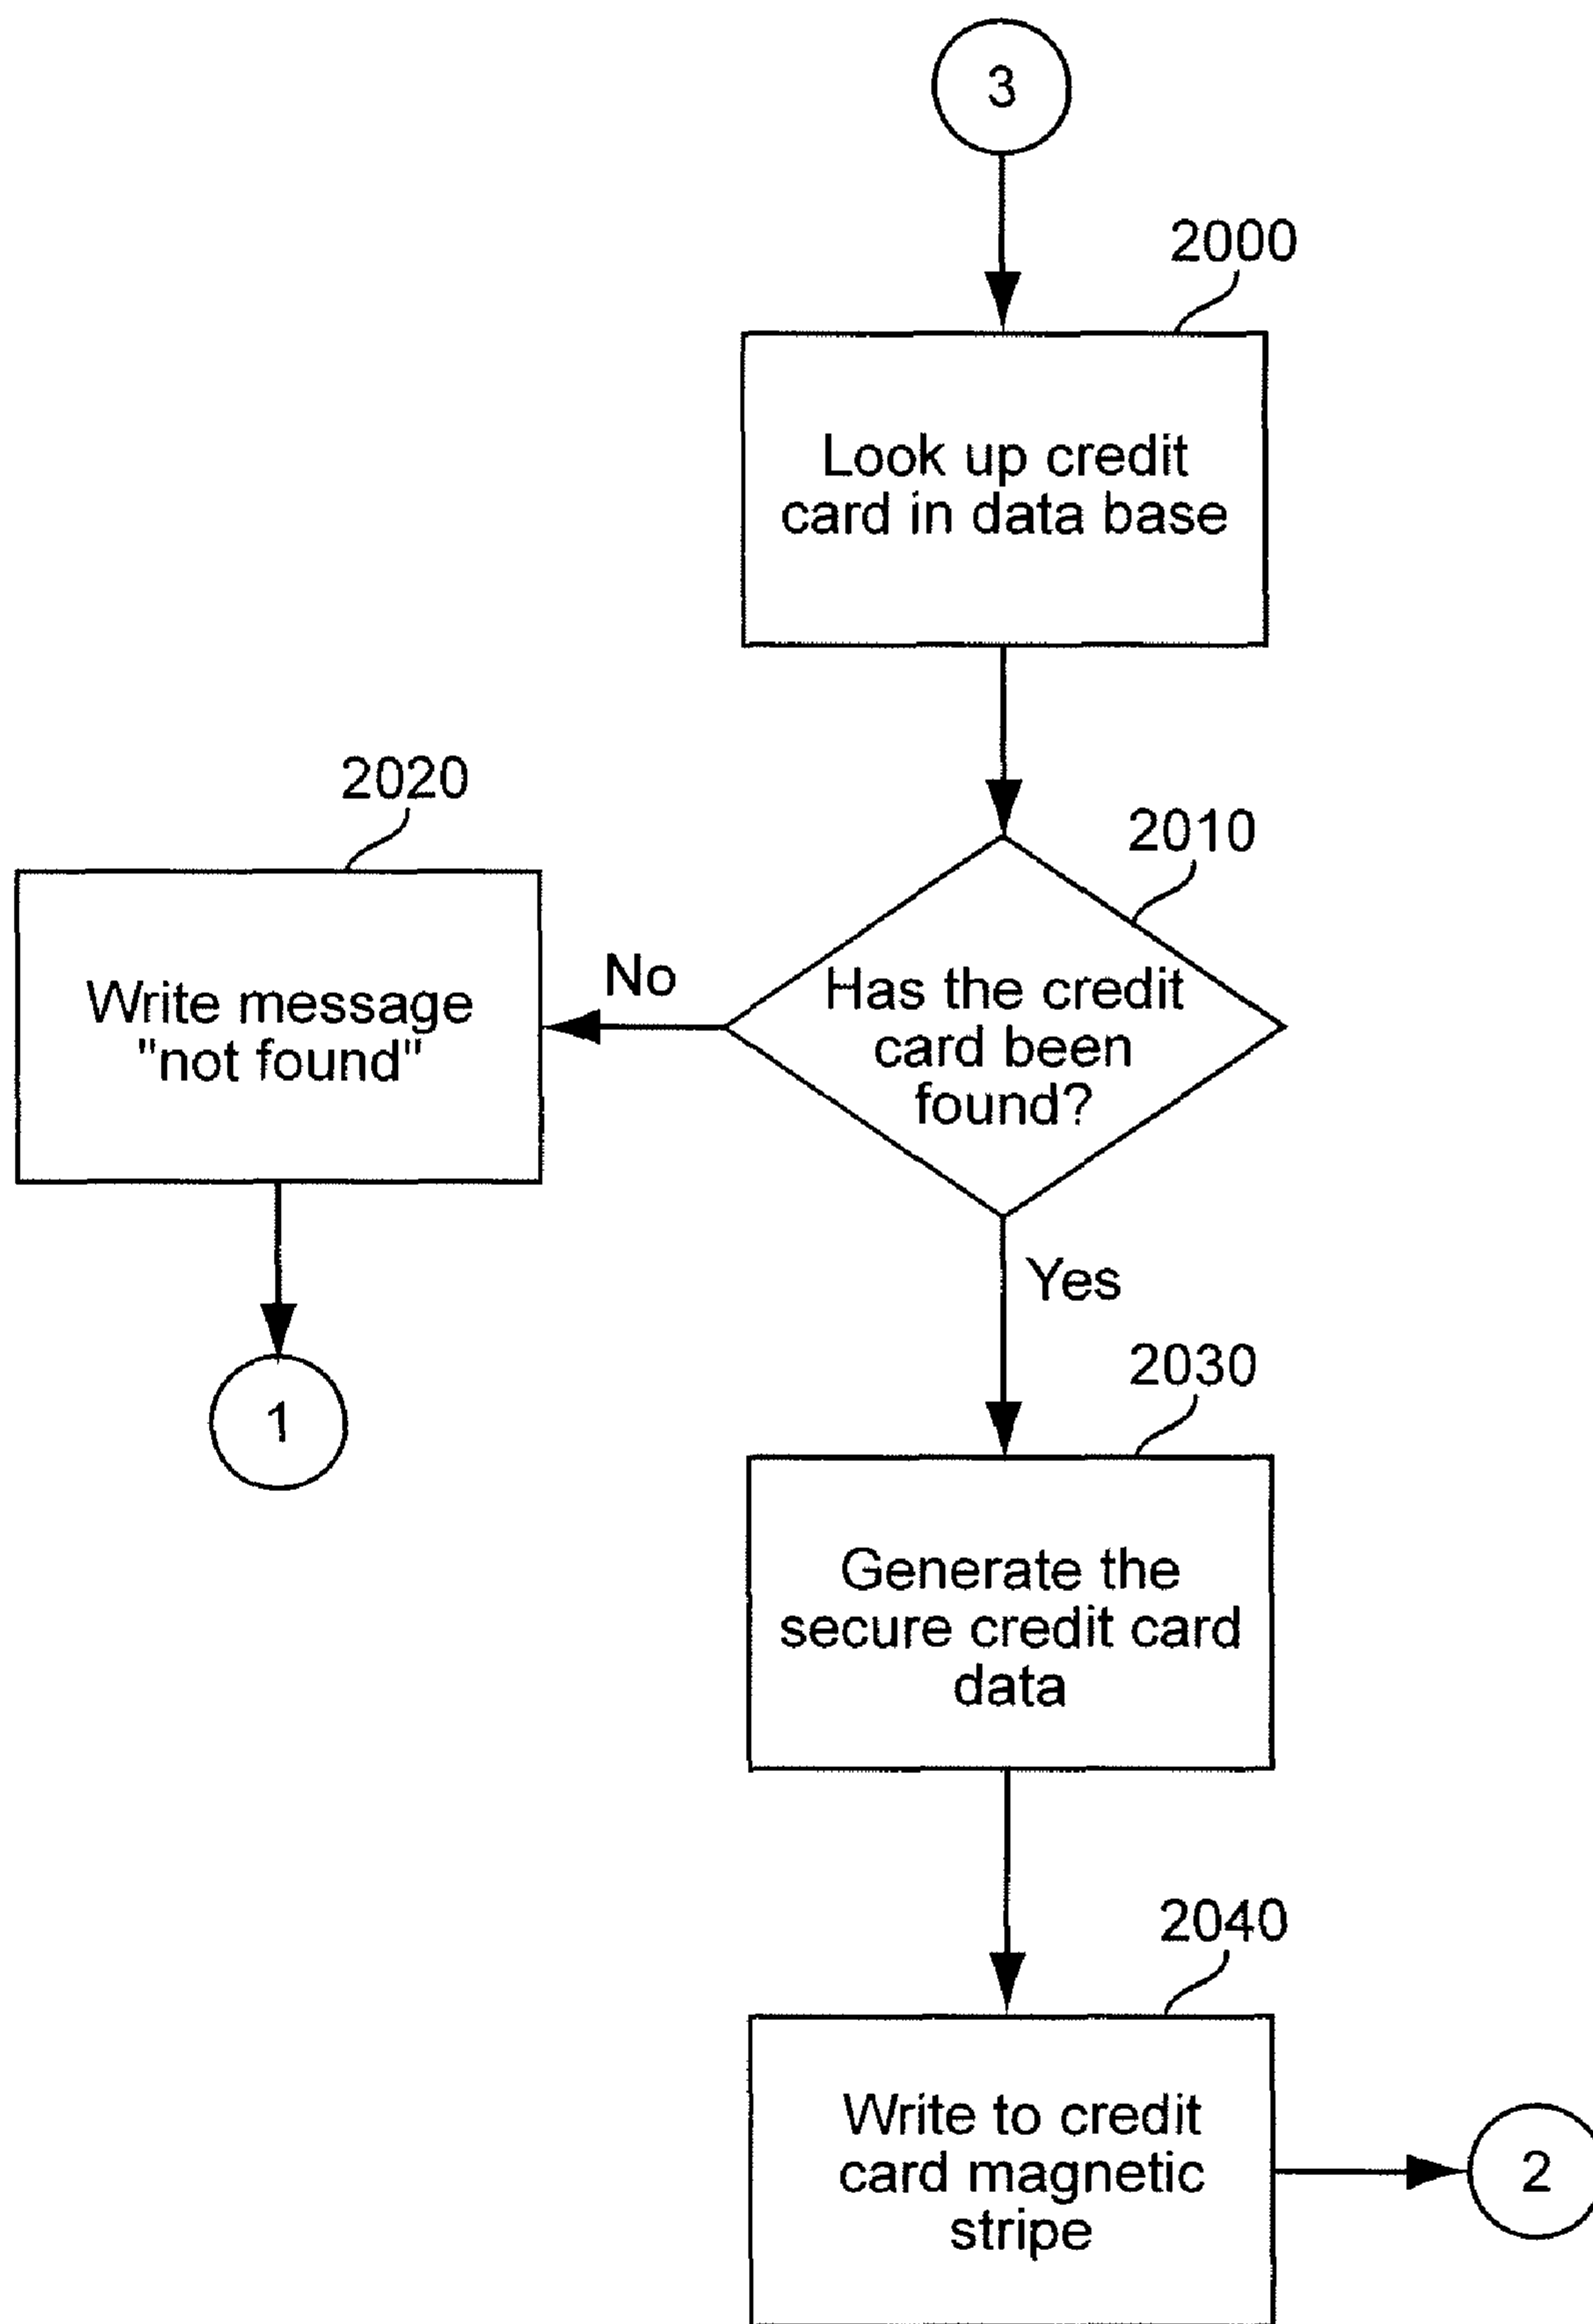 3
2000
Look up credit
card in data base
2020
2010
Write message
"not found"
No
Has the credit
card been
found?
Yes
1
2030
Generate the
secure credit card
data
2040
Write to credit
card magnetic
stripe
2